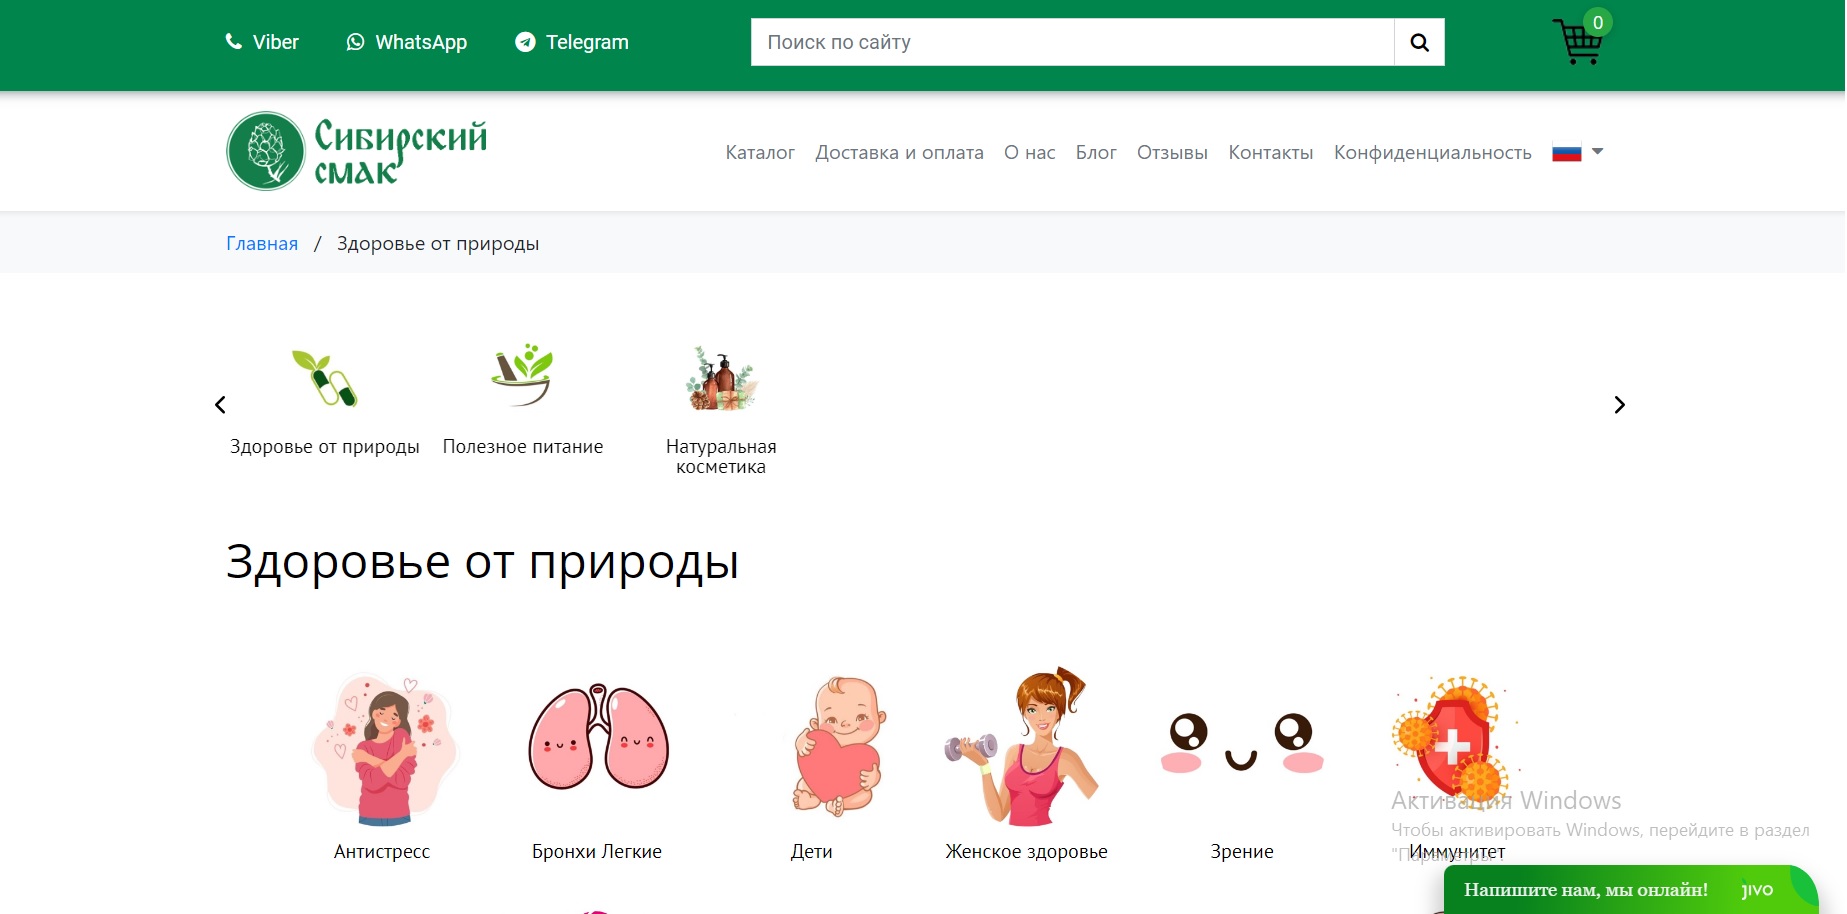 Viber
WhatsApp
Telegram
Поиск по сайту
0
Сибирский
смак
Каталог
Доставка и оплата
О нас
Блог
Отзывы
Контакты
Конфиденциальность
Главная / Здоровье от природы
Здоровье от природы
Полезное питание
Натуральная
косметика
Здоровье от природы
Антистресс
Бронхи Легкие
Дети
Женское здоровье
Зрение
Иммунитет
Активация Windows
Чтобы активировать Windows, перейдите в раздел
"Параметры".
Напишите нам, мы онлайн!
jivo